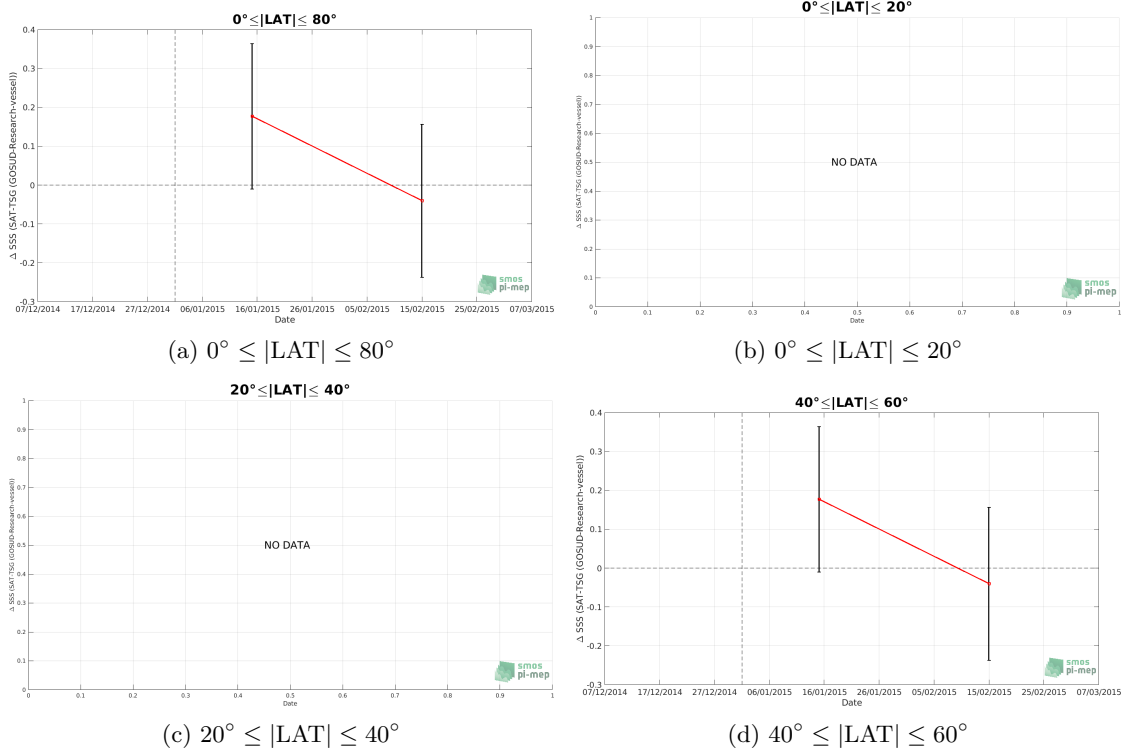 0°≤|LAT|≤ 80°
0.4
0.3
0.2
0.1
0
-0.1
-0.2
-0.3
Δ SSS (SAT-TSG (GOSUD-Research-vessel))
07/12/2014 17/12/2014 27/12/2014 06/01/2015 16/01/2015 26/01/2015 05/02/2015 15/02/2015 25/02/2015 07/03/2015
Date
smos
pi-mep
(a) 0° ≤ |LAT| ≤ 80°
0°≤|LAT|≤ 20°
1
0.9
0.8
0.7
0.6
0.5
0.4
0.3
0.2
0.1
0
Δ SSS (SAT-TSG (GOSUD-Research-vessel))
NO DATA
0 0.1 0.2 0.3 0.4 0.5 0.6 0.7 0.8 0.9 1
Date
smos
pi-mep
(b) 0° ≤ |LAT| ≤ 20°
20°≤|LAT|≤ 40°
1
0.9
0.8
0.7
0.6
0.5
0.4
0.3
0.2
0.1
0
Δ SSS (SAT-TSG (GOSUD-Research-vessel))
NO DATA
0 0.1 0.2 0.3 0.4 0.5 0.6 0.7 0.8 0.9 1
Date
smos
pi-mep
(c) 20° ≤ |LAT| ≤ 40°
40°≤|LAT|≤ 60°
0.4
0.3
0.2
0.1
0
-0.1
-0.2
-0.3
Δ SSS (SAT-TSG (GOSUD-Research-vessel))
07/12/2014 17/12/2014 27/12/2014 06/01/2015 16/01/2015 26/01/2015 05/02/2015 15/02/2015 25/02/2015 07/03/2015
Date
smos
pi-mep
(d) 40° ≤ |LAT| ≤ 60°